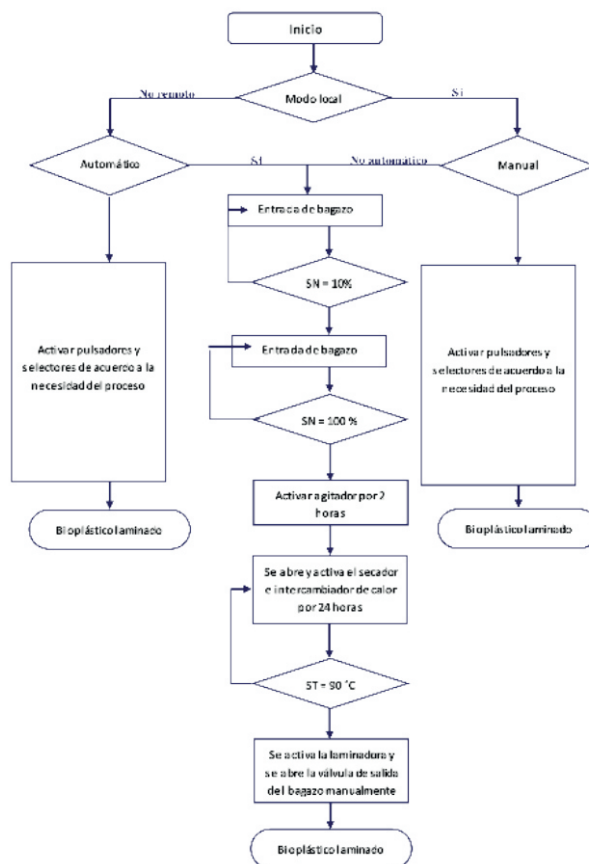 Inicio
No remoto
Modo local
Si
Automático
Si
No automático
Manual
Entrada de bagazo
SN = 10%
Entrada de bagazo
SN = 100 %
Activar pulsadores y
selectores de acuerdo a la
necesidad del proceso
Activar pulsadores y
selectores de acuerdo a la
necesidad del proceso
Activar agitador por 2
horas
Bioplástico laminado
Bioplástico laminado
Se abre y activa el secador
e intercambiador de calor
por 24 horas
ST = 90 °C
Se activa la laminadura y
se abre la válvula de salida
del bagazo manualmente
Bioplástico laminado